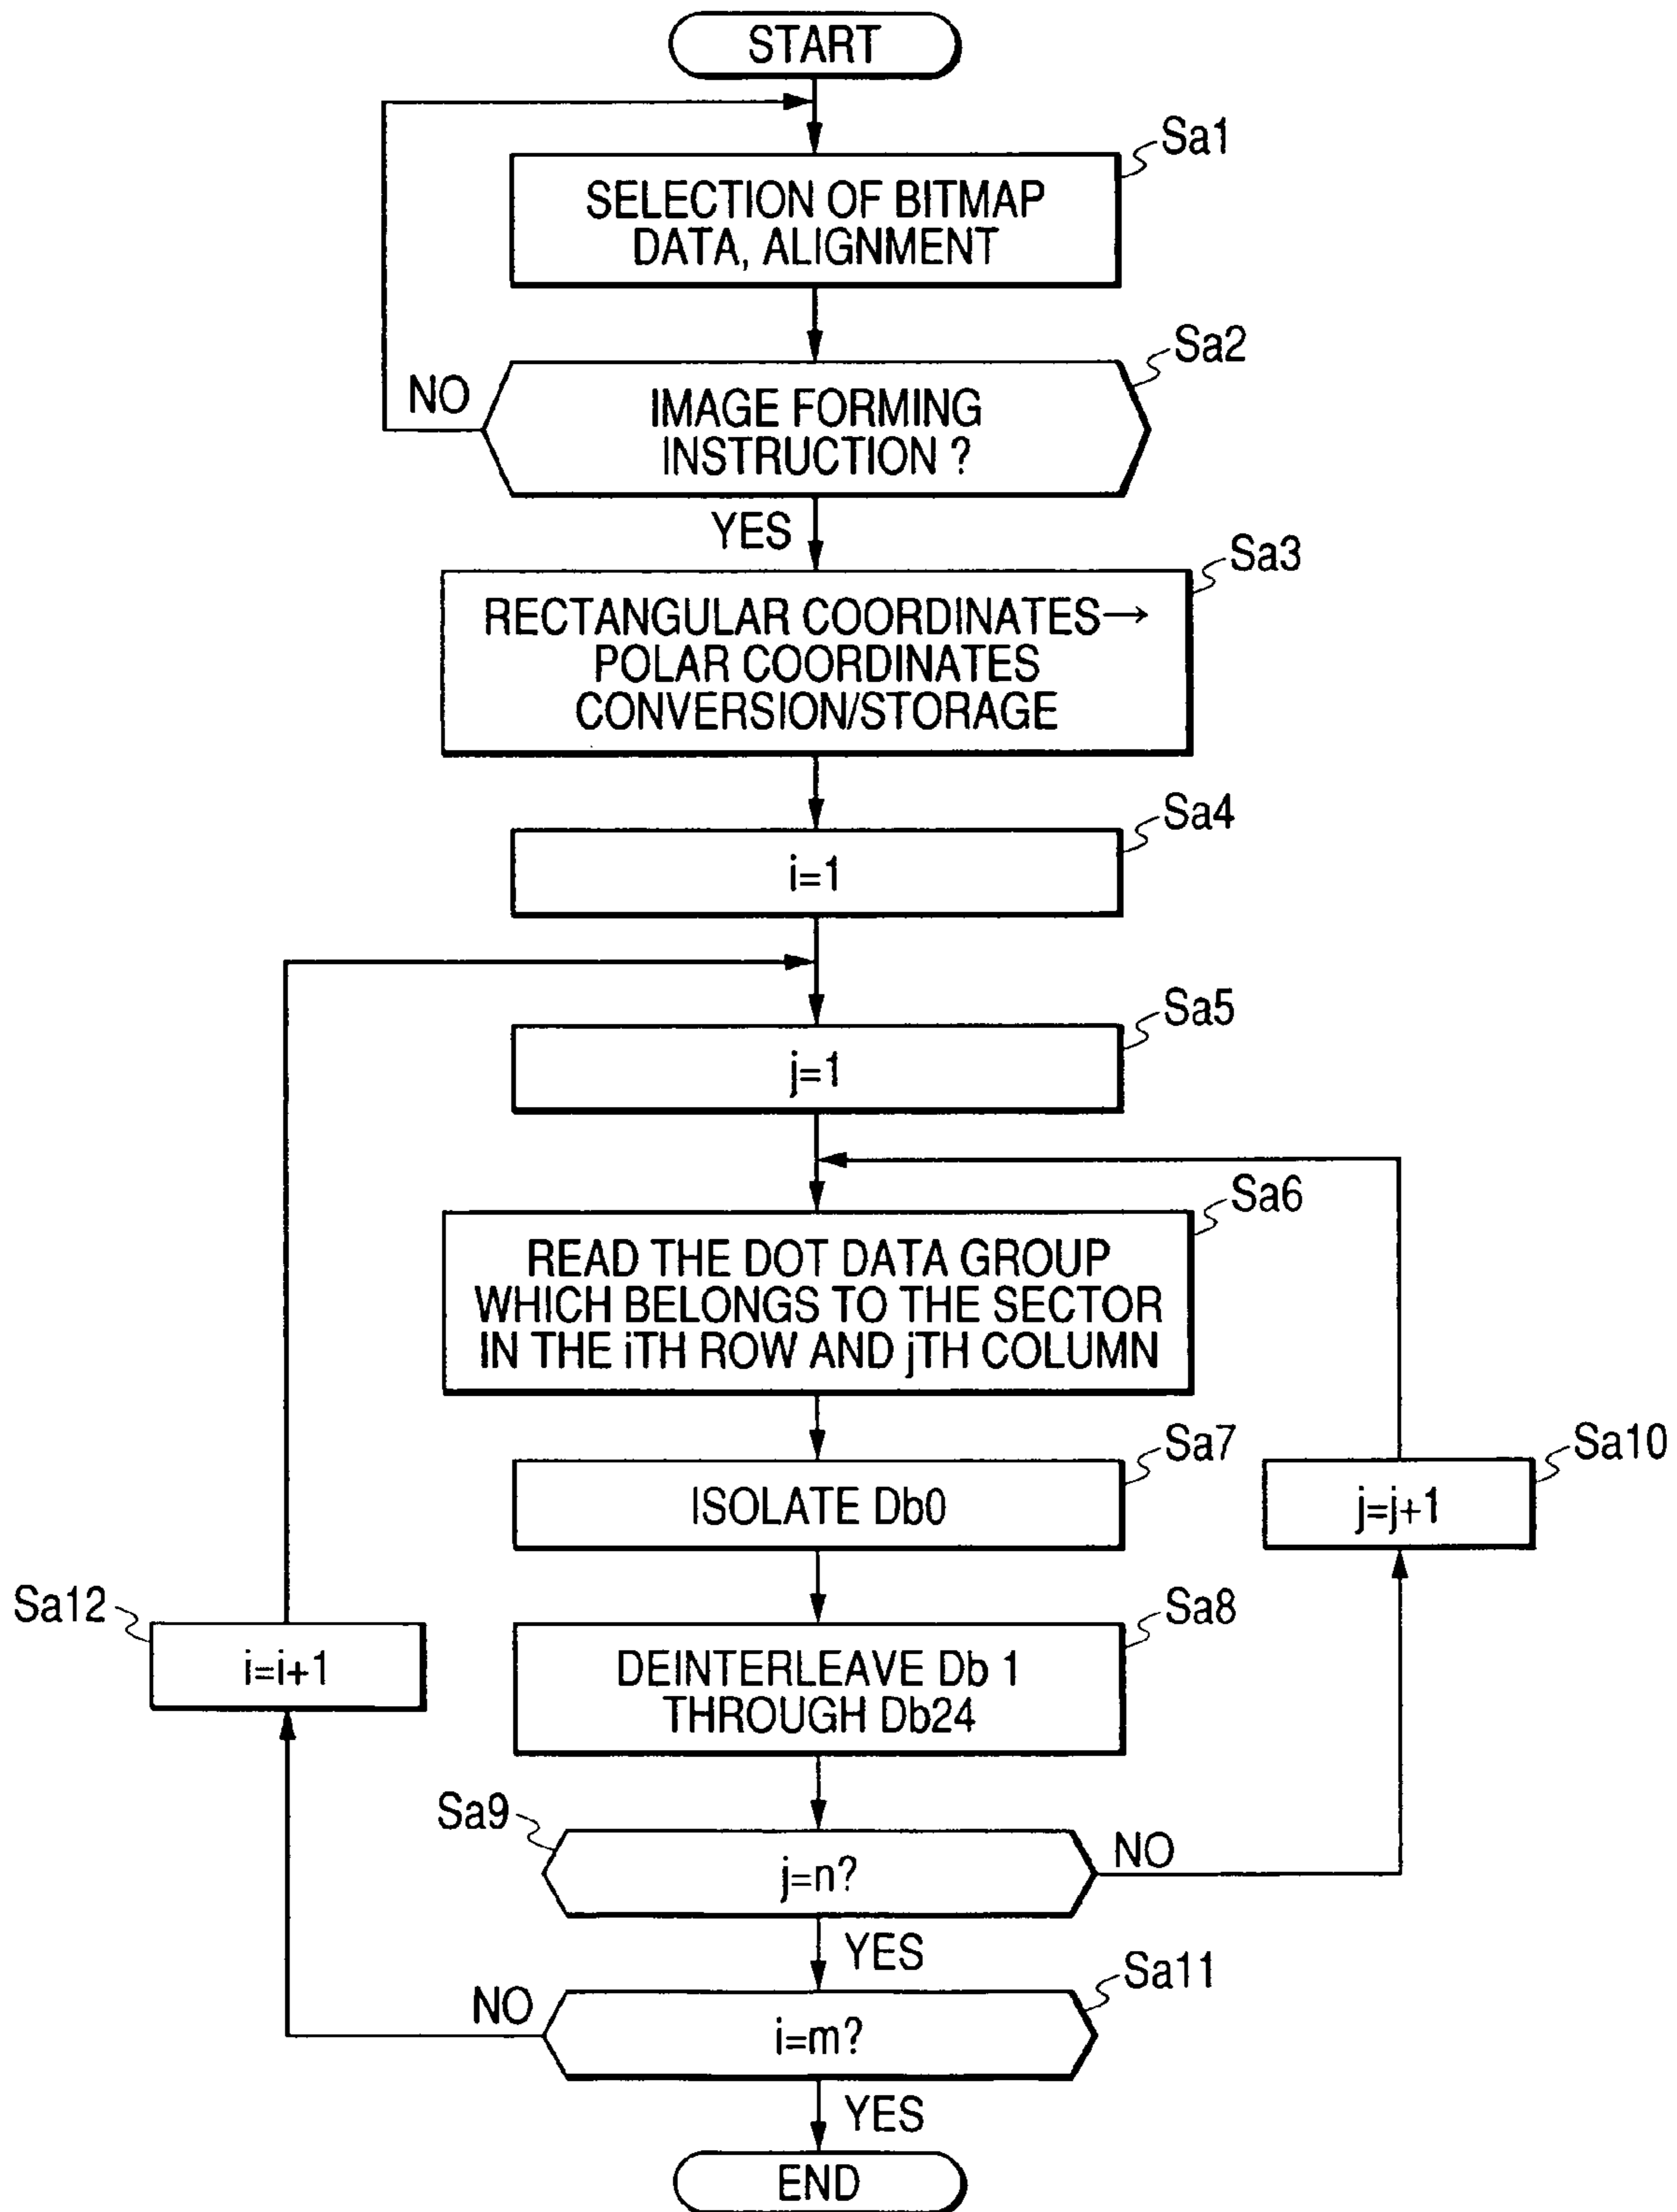 START
Sa1
SELECTION OF BITMAP
DATA, ALIGNMENT
Sa2
NO
IMAGE FORMING
INSTRUCTION ?
YES
Sa3
RECTANGULAR COORDINATES→
POLAR COORDINATES
CONVERSION/STORAGE
Sa4
i=1
Sa5
j=1
Sa6
READ THE DOT DATA GROUP
WHICH BELONGS TO THE SECTOR
IN THE iTH ROW AND jTH COLUMN
Sa7
ISOLATE Db0
Sa10
j=j+1
Sa12
i=i+1
Sa8
DEINTERLEAVE Db 1
THROUGH Db24
Sa9
j=n?
NO
YES
Sa11
NO
i=m?
YES
END